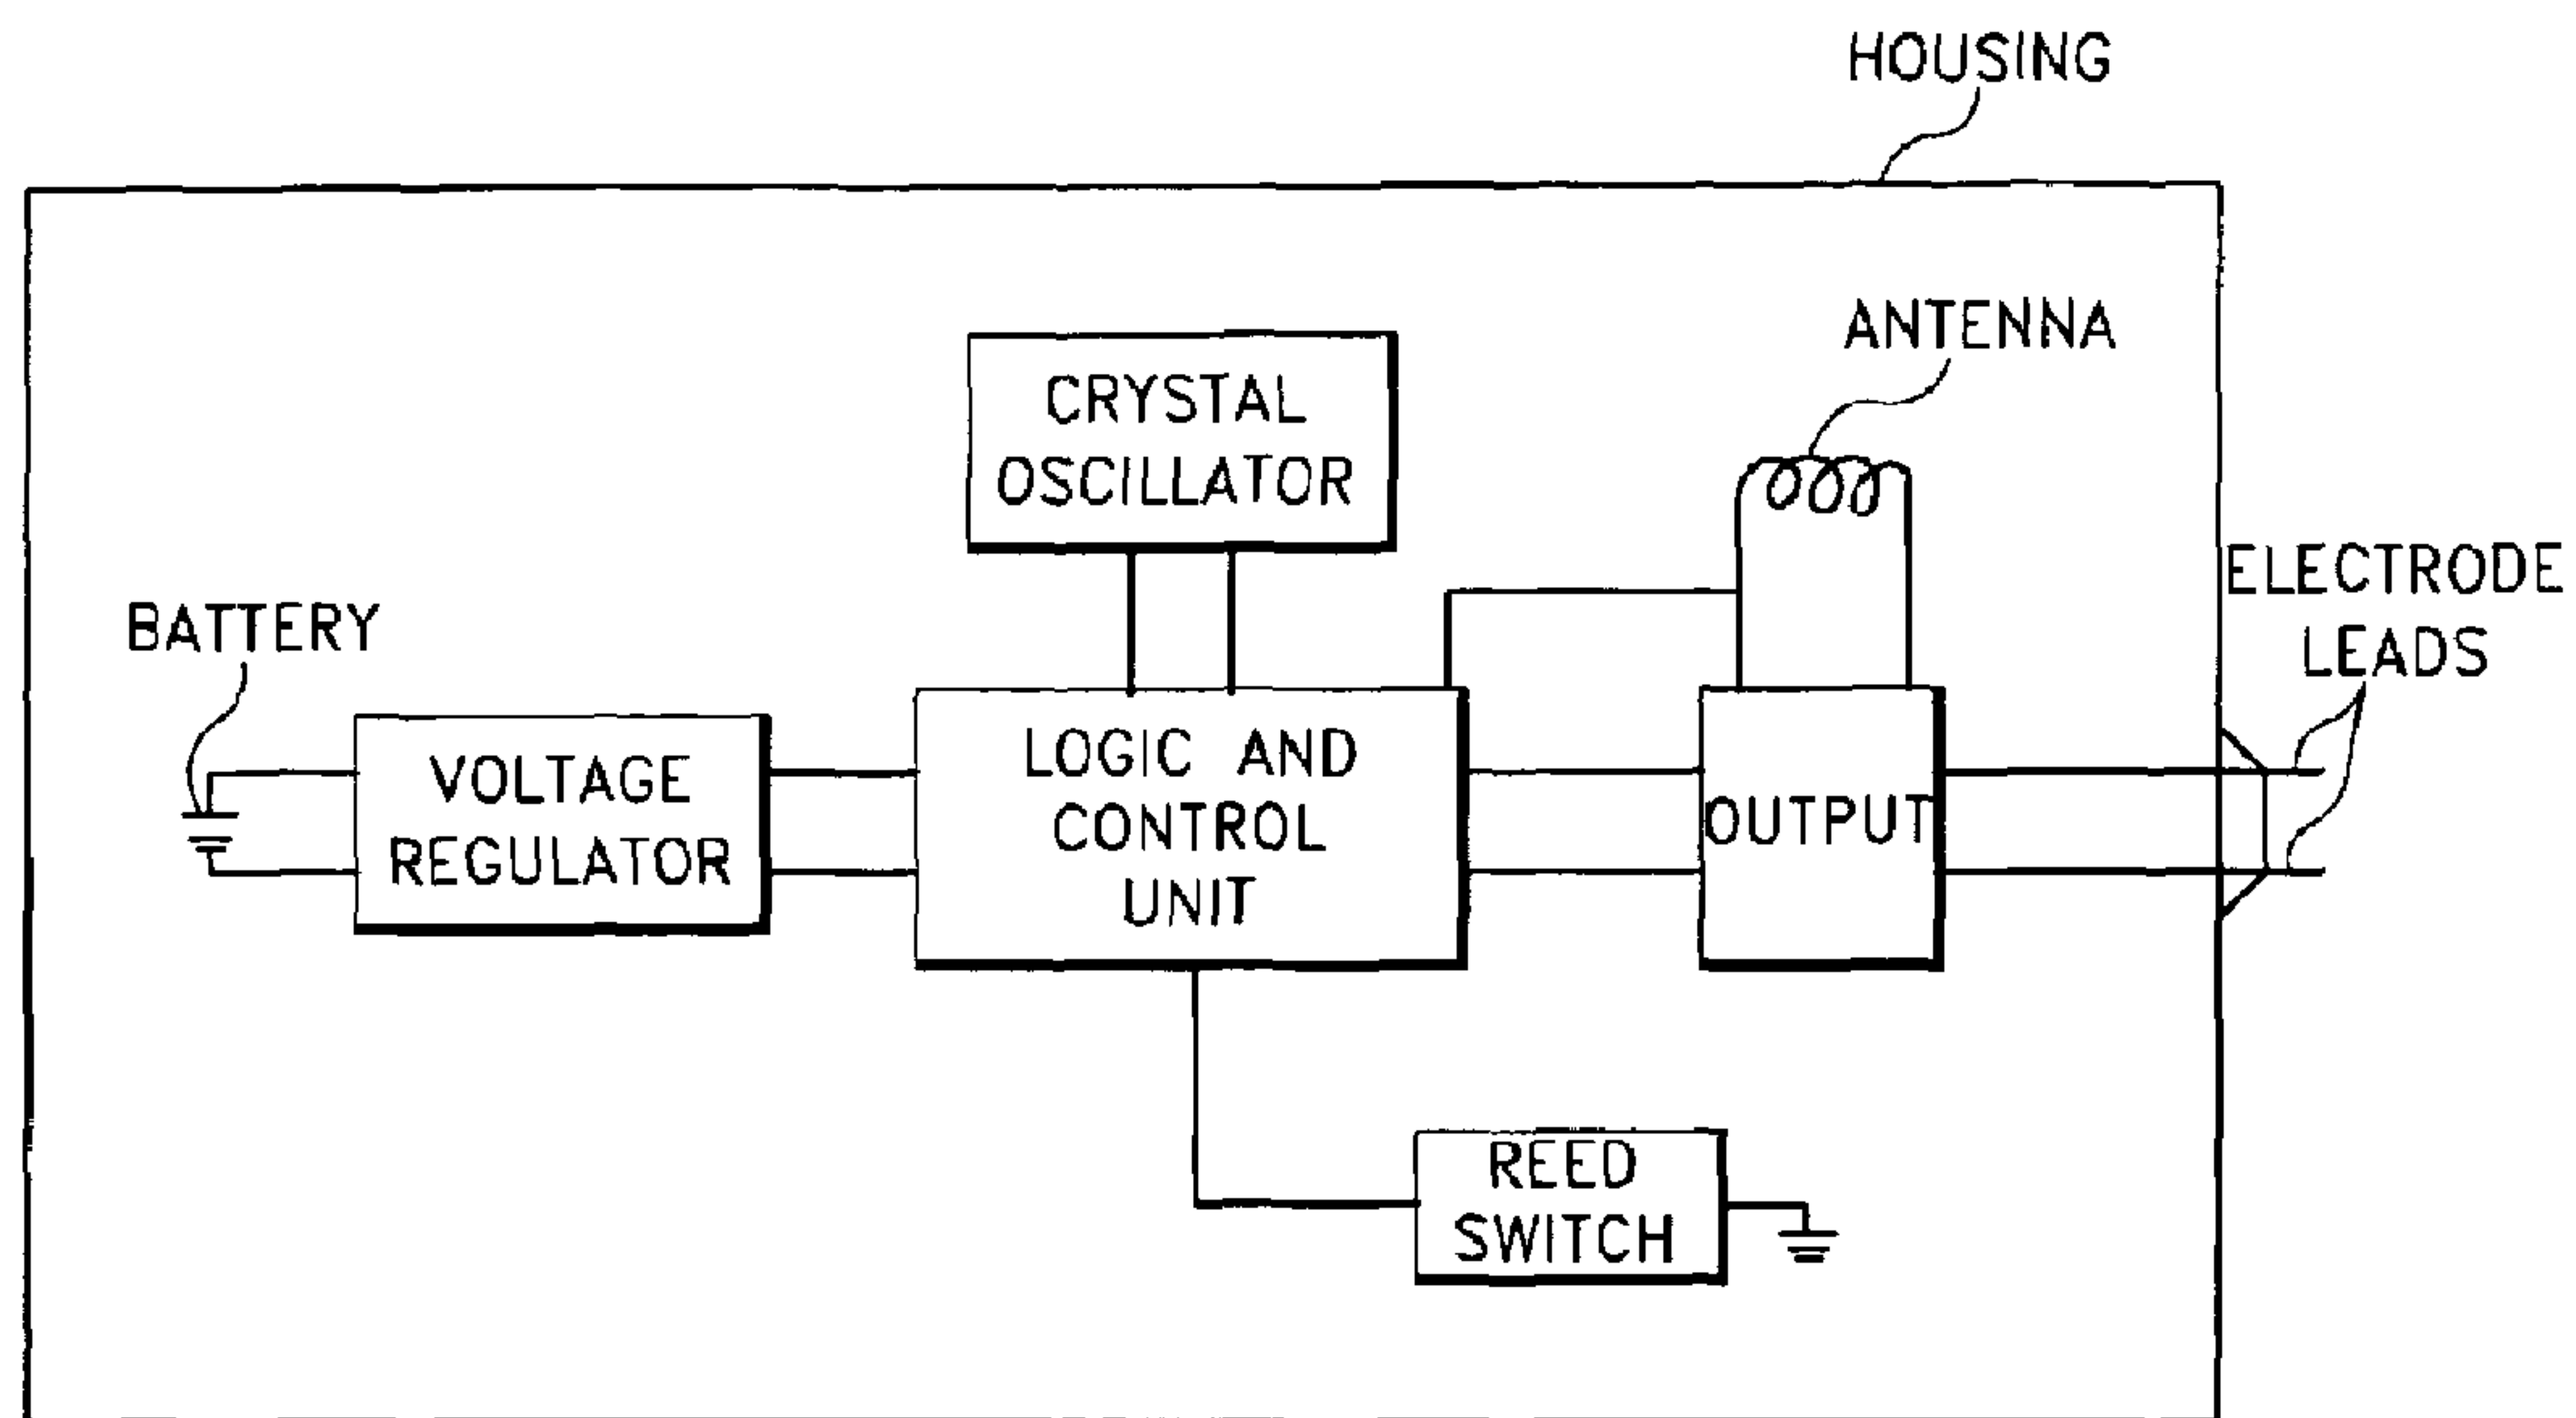 HOUSING
ANTENNA
CRYSTAL
OSCILLATOR
ELECTRODE
LEADS
BATTERY
VOLTAGE
REGULATOR
LOGIC AND
CONTROL
UNIT
OUTPUT
REED
SWITCH